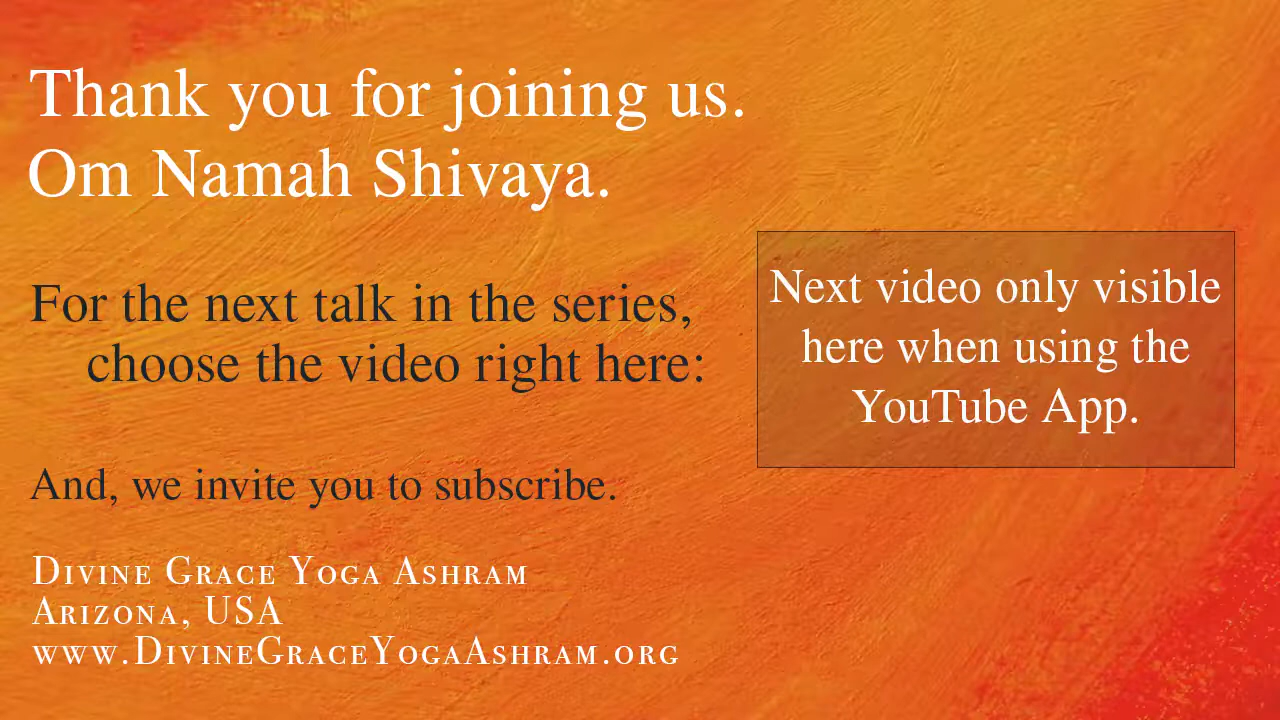 Thank you for joining us.
Om Namah Shivaya.
For the next talk in the series,
choose the video right here:
Next video only visible
here when using the
YouTube App.
And, we invite you to subscribe.
Divine Grace Yoga Ashram
Arizona, USA
www.DivineGraceYogaAshram.org